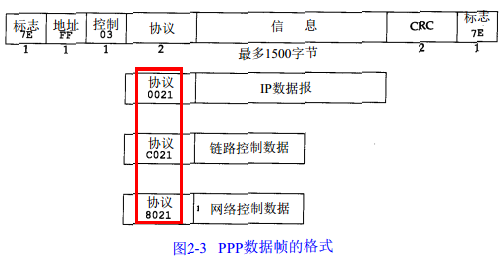 标志 地址 控制 协议 信 息 CRC 标志
7E FF 03 7E
1 1 1 2 最多1500字节 2 1
协议 IP数据报
0021
协议 链路控制数据
C021
协议 网络控制数据
8021
图2-3 PPP数据帧的格式